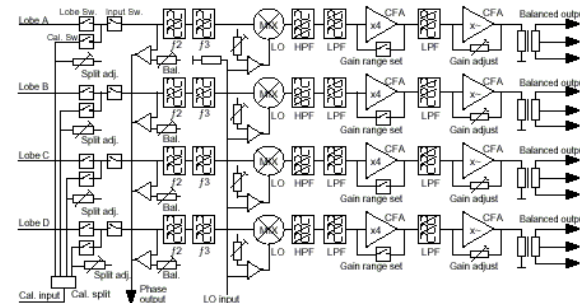 Lobe Sw. Input Sw. CFA CFA Balanced output
Lobe A MIX x4 x~
Cal. Sw. f2 f3 LO HPF LPF LPF
Split adj. Bal. Gain range set Gain adjust
Lobe B MIX x4 CFA x~ CFA Balanced output
f2 f3 LO HPF LPF LPF
Split adj. Bal. Gain range set Gain adjust
Lobe C MIX x4 CFA x~ CFA Balanced output
f2 f3 LO HPF LPF LPF
Split adj. Bal. Gain range set Gain adjust
Lobe D MIX x4 CFA x~ CFA Balanced output
f2 f3 LO HPF LPF LPF
Split adj. Bal. Gain range set Gain adjust
Cal. input Cal. split Phase output LO input